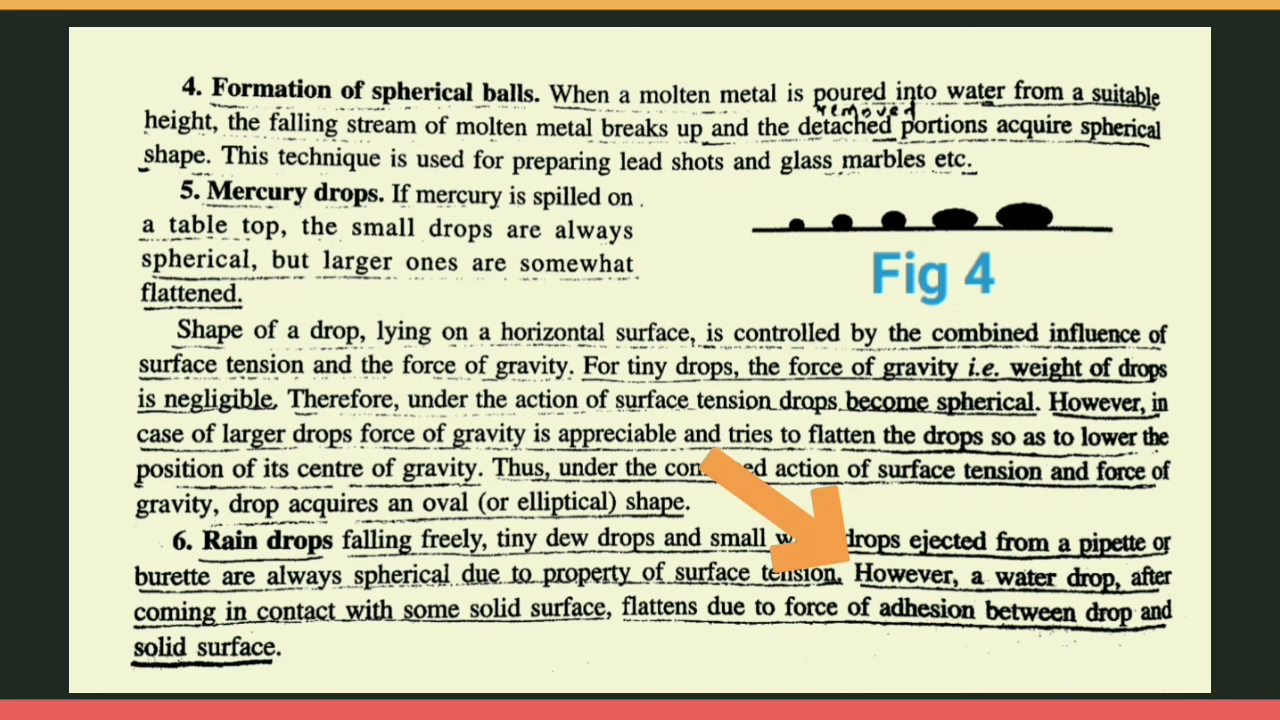 4. Formation of spherical balls. When a molten metal is poured into water from a suitable
removed
height, the falling stream of molten metal breaks up and the detached portions acquire spherical
shape. This technique is used for preparing lead shots and glass marbles etc.
5. Mercury drops. If mercury is spilled on
a table top, the small drops are always
spherical, but larger ones are somewhat
flattened.
Fig 4
Shape of a drop, lying on a horizontal surface, is controlled by the combined influence of
surface tension and the force of gravity. For tiny drops, the force of gravity i.e. weight of drops
is negligible. Therefore, under the action of surface tension drops become spherical. However, in
case of larger drops force of gravity is appreciable and tries to flatten the drops so as to lower the
position of its centre of gravity. Thus, under the action of surface tension and force of
gravity, drop acquires an oval (or elliptical) shape.
6. Rain drops falling freely, tiny dew drops and small drops ejected from a pipette or
burette are always spherical due to property of surface tension. However, a water drop, after
coming in contact with some solid surface, flattens due to force of adhesion between drop and
solid surface.